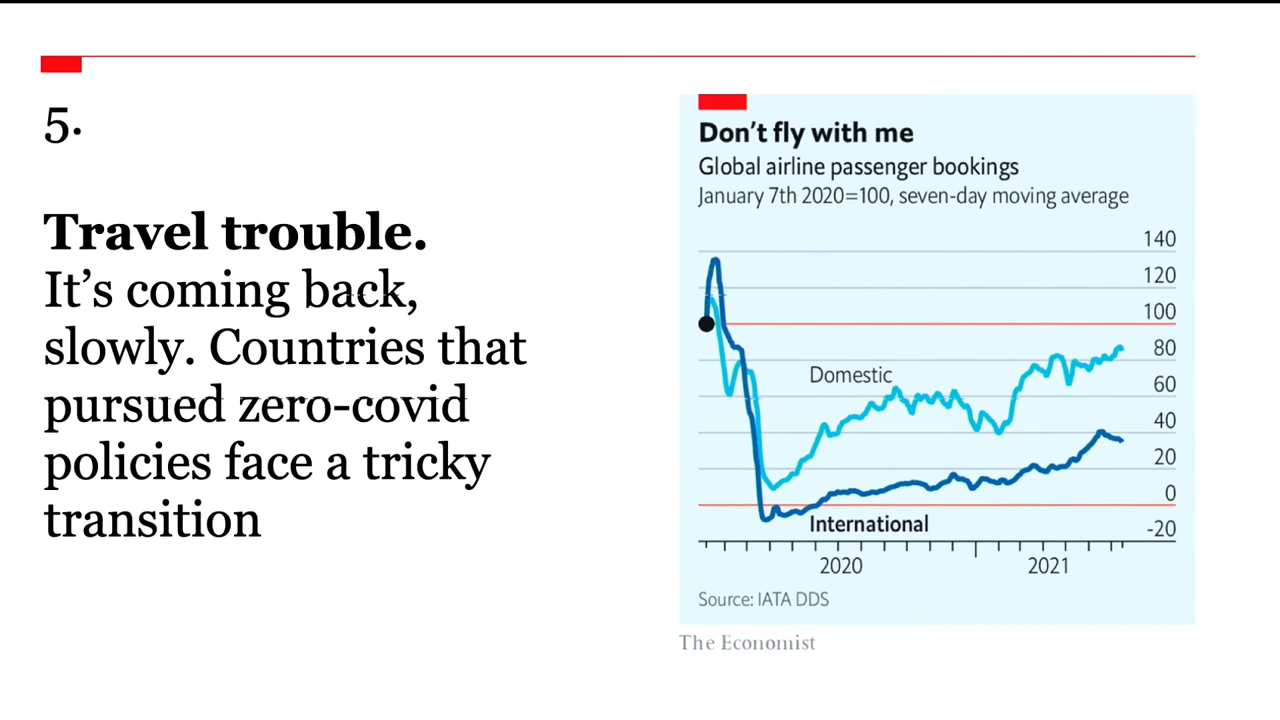 5.
Travel trouble.
It’s coming back,
slowly. Countries that
pursued zero-covid
policies face a tricky
transition
Don’t fly with me
Global airline passenger bookings
January 7th 2020=100, seven-day moving average
140
120
100
80
60
40
20
0
-20
Domestic
International
2020 2021
Source: IATA DDS
The Economist